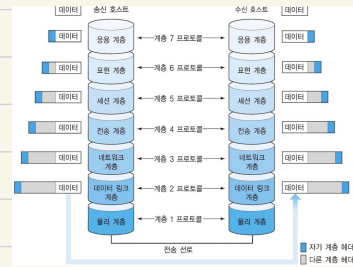 데이터 송신 호스트 수신 호스트 데이터
데이터 응용 계층 계층 7 프로토콜 응용 계층 데이터
데이터 표현 계층 계층 6 프로토콜 표현 계층 데이터
데이터 세션 계층 계층 5 프로토콜 세션 계층 데이터
데이터 전송 계층 계층 4 프로토콜 전송 계층 데이터
데이터 네트워크 계층 계층 3 프로토콜 네트워크 계층 데이터
데이터 데이터 링크 계층 계층 2 프로토콜 데이터 링크 계층 데이터
물리 계층 계층 1 프로토콜 물리 계층
전송 선로
자기 계층 헤더
다른 계층 헤더